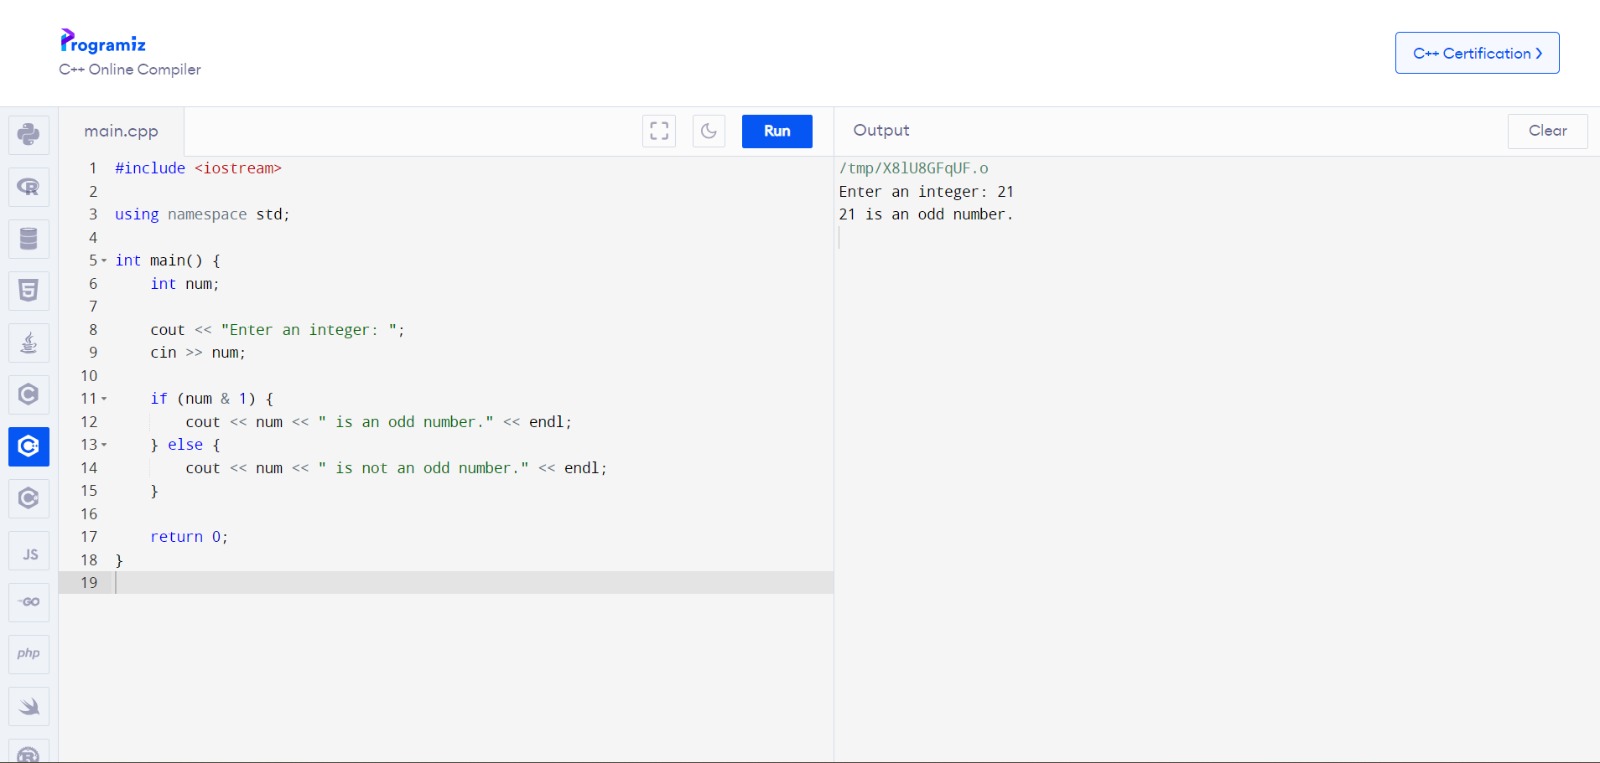 Programiz
C++ Online Compiler
C++ Certification >
main.cpp
Run
Output
Clear
1 #include <iostream>
2
3 using namespace std;
4
5 int main() {
6     int num;
7
8     cout << "Enter an integer: ";
9     cin >> num;
10
11     if (num & 1) {
12         cout << num << " is an odd number." << endl;
13     } else {
14         cout << num << " is not an odd number." << endl;
15     }
16
17     return 0;
18 }
19
/tmp/X8lU8GFqUF.o
Enter an integer: 21
21 is an odd number.
R
5
C
C+
C
JS
GO
php
R